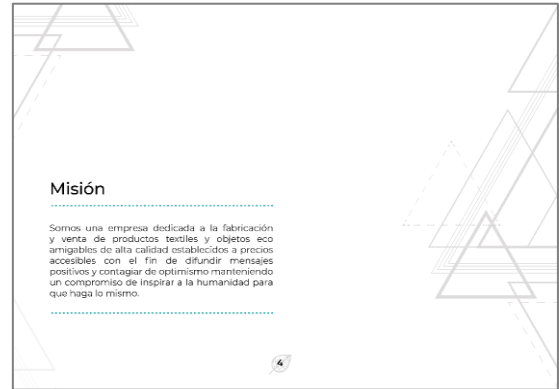 Misión
Somos una empresa dedicada a la fabricación
y venta de productos textiles y objetos eco
amigables de alta calidad establecidos a precios
accesibles con el fin de difundir mensajes
positivos y contagiar de optimismo manteniendo
un compromiso de inspirar a la humanidad para
que haga lo mismo.
4